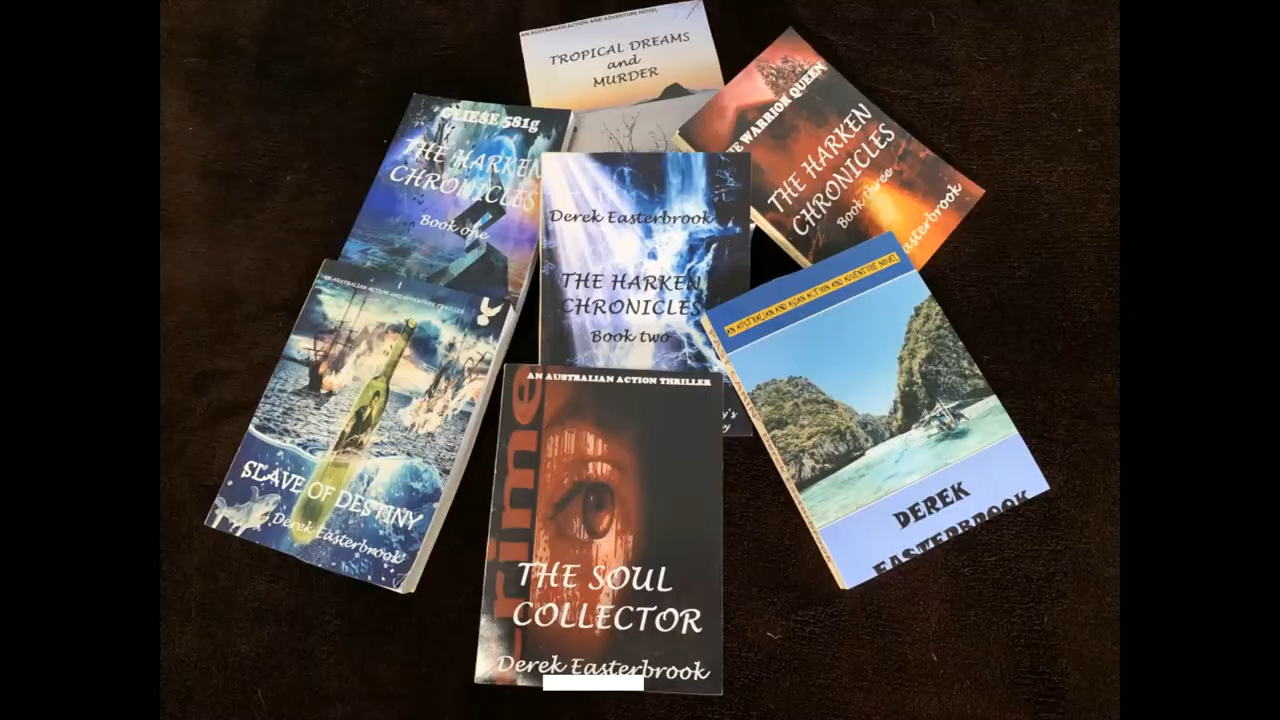 AN AUSTRALIAN ACTION AND ADVENTURE NOVEL
TROPICAL DREAMS
and
MURDER
GLIESE 581g
THE HARKEN
CHRONICLES
Book one
WARRIOR QUEEN
THE HARKEN
CHRONICLES
Book three
Derek Easterbrook
THE HARKEN
CHRONICLES
Book two
AN AUSTRALIAN AND ASIAN ACTION AND ADVENTURE NOVEL
DEREK
EASTERBROOK
AN AUSTRALIAN ACTION AND ADVENTURE THRILLER
SLAVE OF DESTINY
Derek Easterbrook
AN AUSTRALIAN ACTION THRILLER
THE SOUL
COLLECTOR
Derek Easterbrook